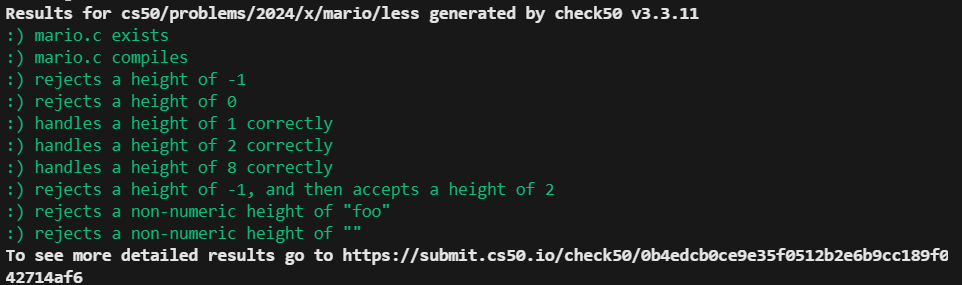 Results for cs50/problems/2024/x/mario/less generated by check50 v3.3.11
:) mario.c exists
:) mario.c compiles
:) rejects a height of -1
:) rejects a height of 0
:) handles a height of 1 correctly
:) handles a height of 2 correctly
:) handles a height of 8 correctly
:) rejects a height of -1, and then accepts a height of 2
:) rejects a non-numeric height of "foo"
:) rejects a non-numeric height of ""
To see more detailed results go to https://submit.cs50.io/check50/0b4edcb0ce9e35f0512b2e6b9cc189f0
42714af6